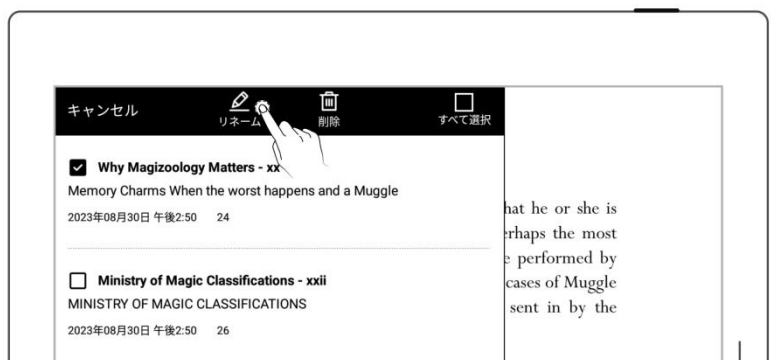 キャンセル リネーム 削除 すべて選択
Why Magizoology Matters - xx
Memory Charms When the worst happens and a Muggle
2023年08月30日 午後2:50 24
Ministry of Magic Classifications - xxii
MINISTRY OF MAGIC CLASSIFICATIONS
2023年08月30日 午後2:50 26
he or she is
the most
performed by
cases of Muggle
sent in by the